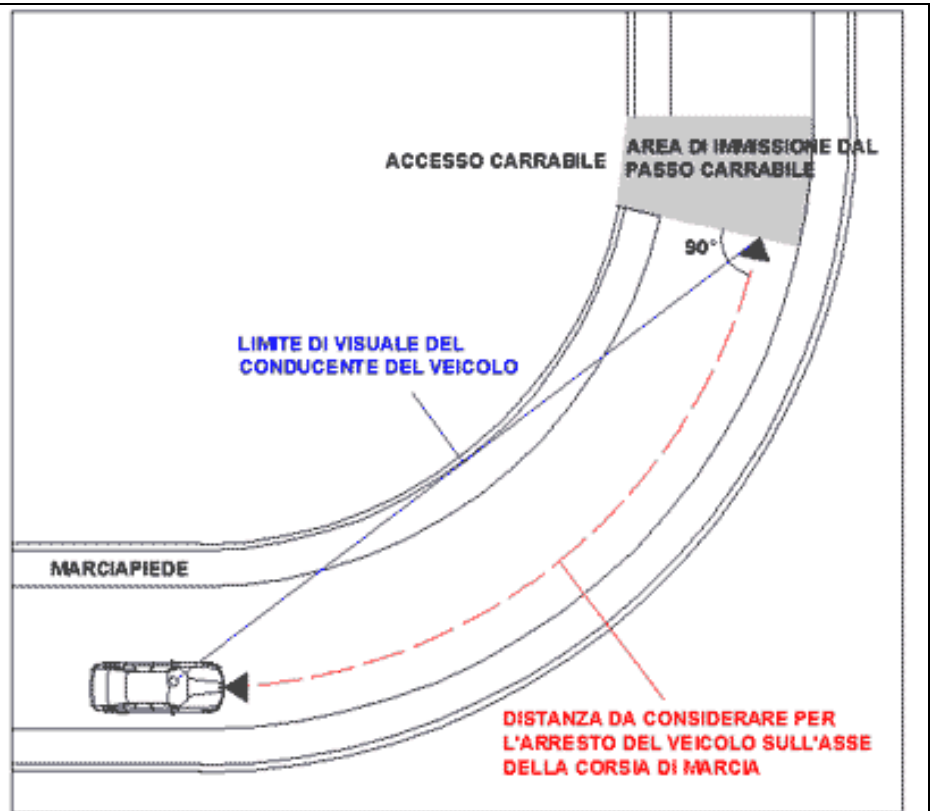 ACCESSO CARRABILE
AREA DI IMMISSIONE DAL
PASSO CARRABILE
90°
LIMITE DI VISUALE DEL
CONDUCENTE DEL VEICOLO
MARCIAPIEDE
DISTANZA DA CONSIDERARE PER
L'ARRESTO DEL VEICOLO SULL'ASSE
DELLA CORSIA DI MARCIA